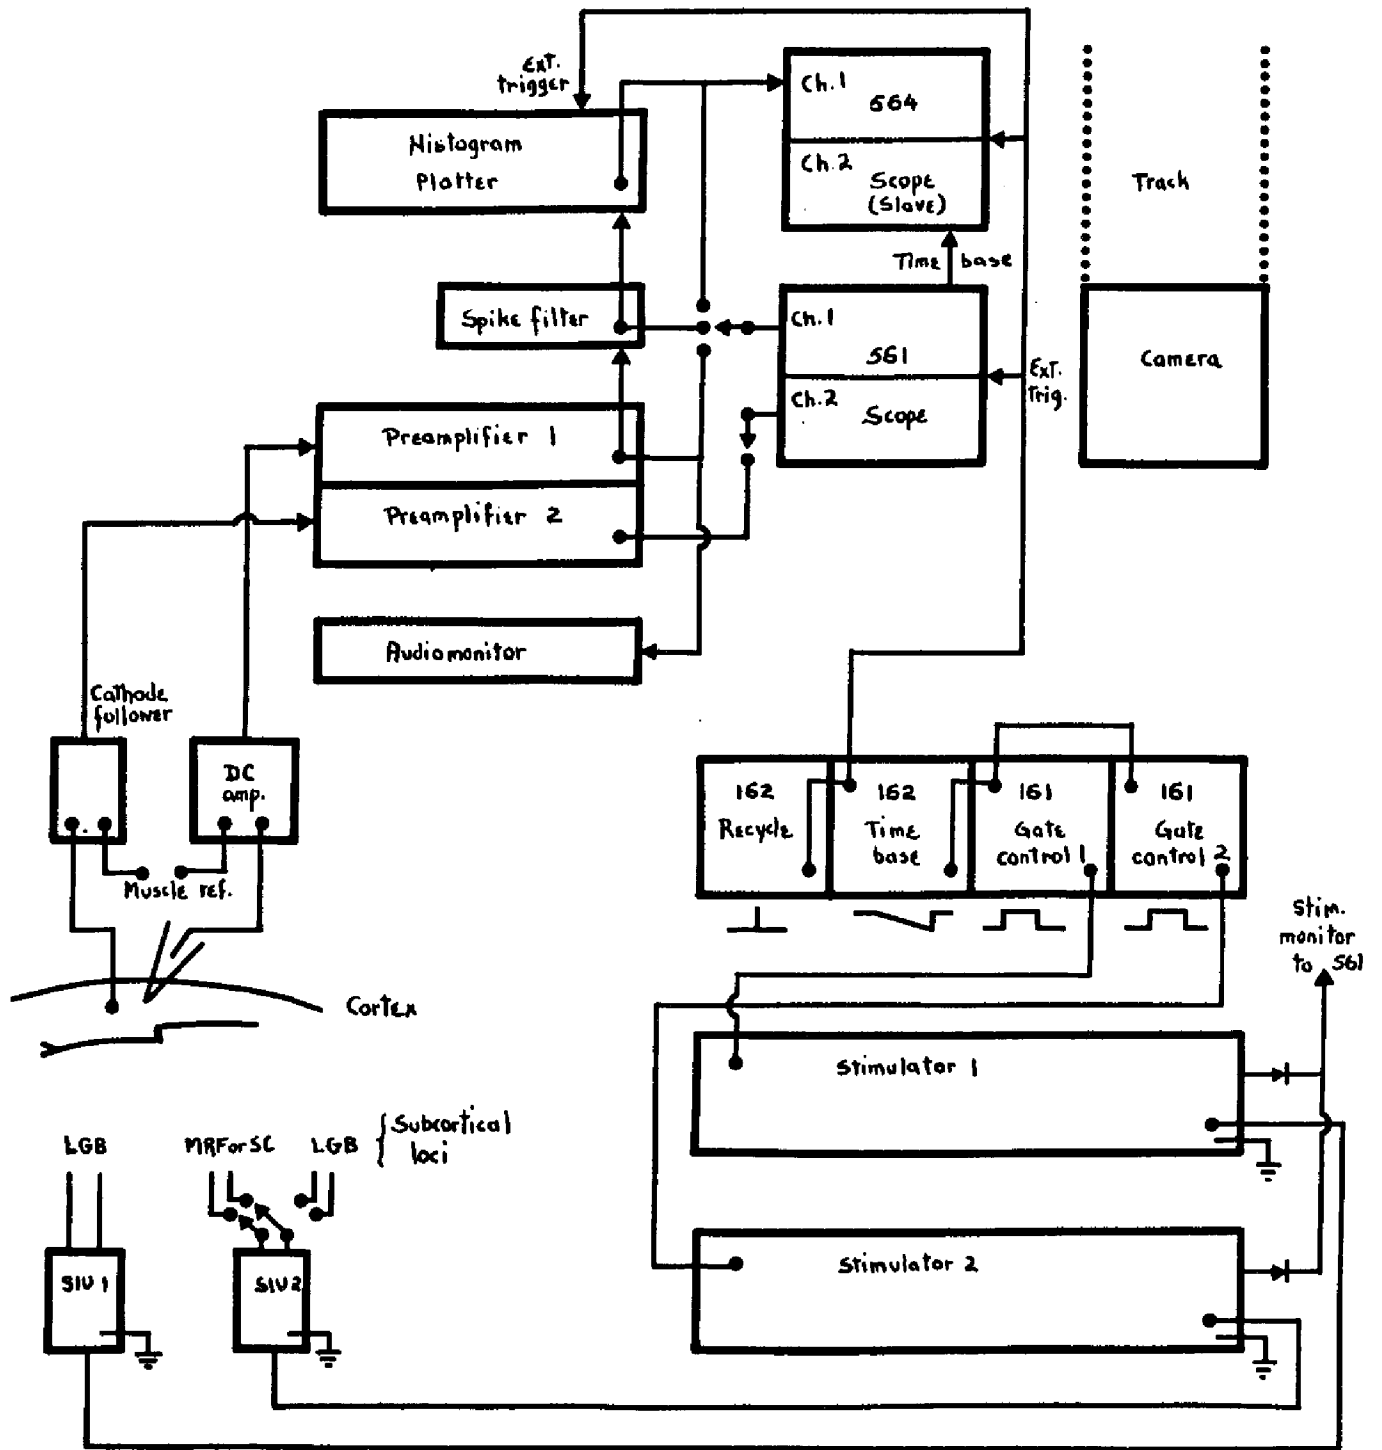 Ext.
trigger
Histogram
Plotter
Ch.1
564
Ch.2
Scope
(Slave)
Track
Time base
Spike filter
Ch.1
561
Ch.2
Scope
Ext.
trig.
Camera
Preamplifier 1
Preamplifier 2
Audiomonitor
Cathode
follower
DC
amp.
Muscle ref.
162
Recycle
162
Time
base
161
Gate
control 1
161
Gate
control 2
Stim.
monitor
to 561
Cortex
Stimulator 1
LGB
MRF or SC
LGB
Subcortical
loci
SIU 1
SIU 2
Stimulator 2